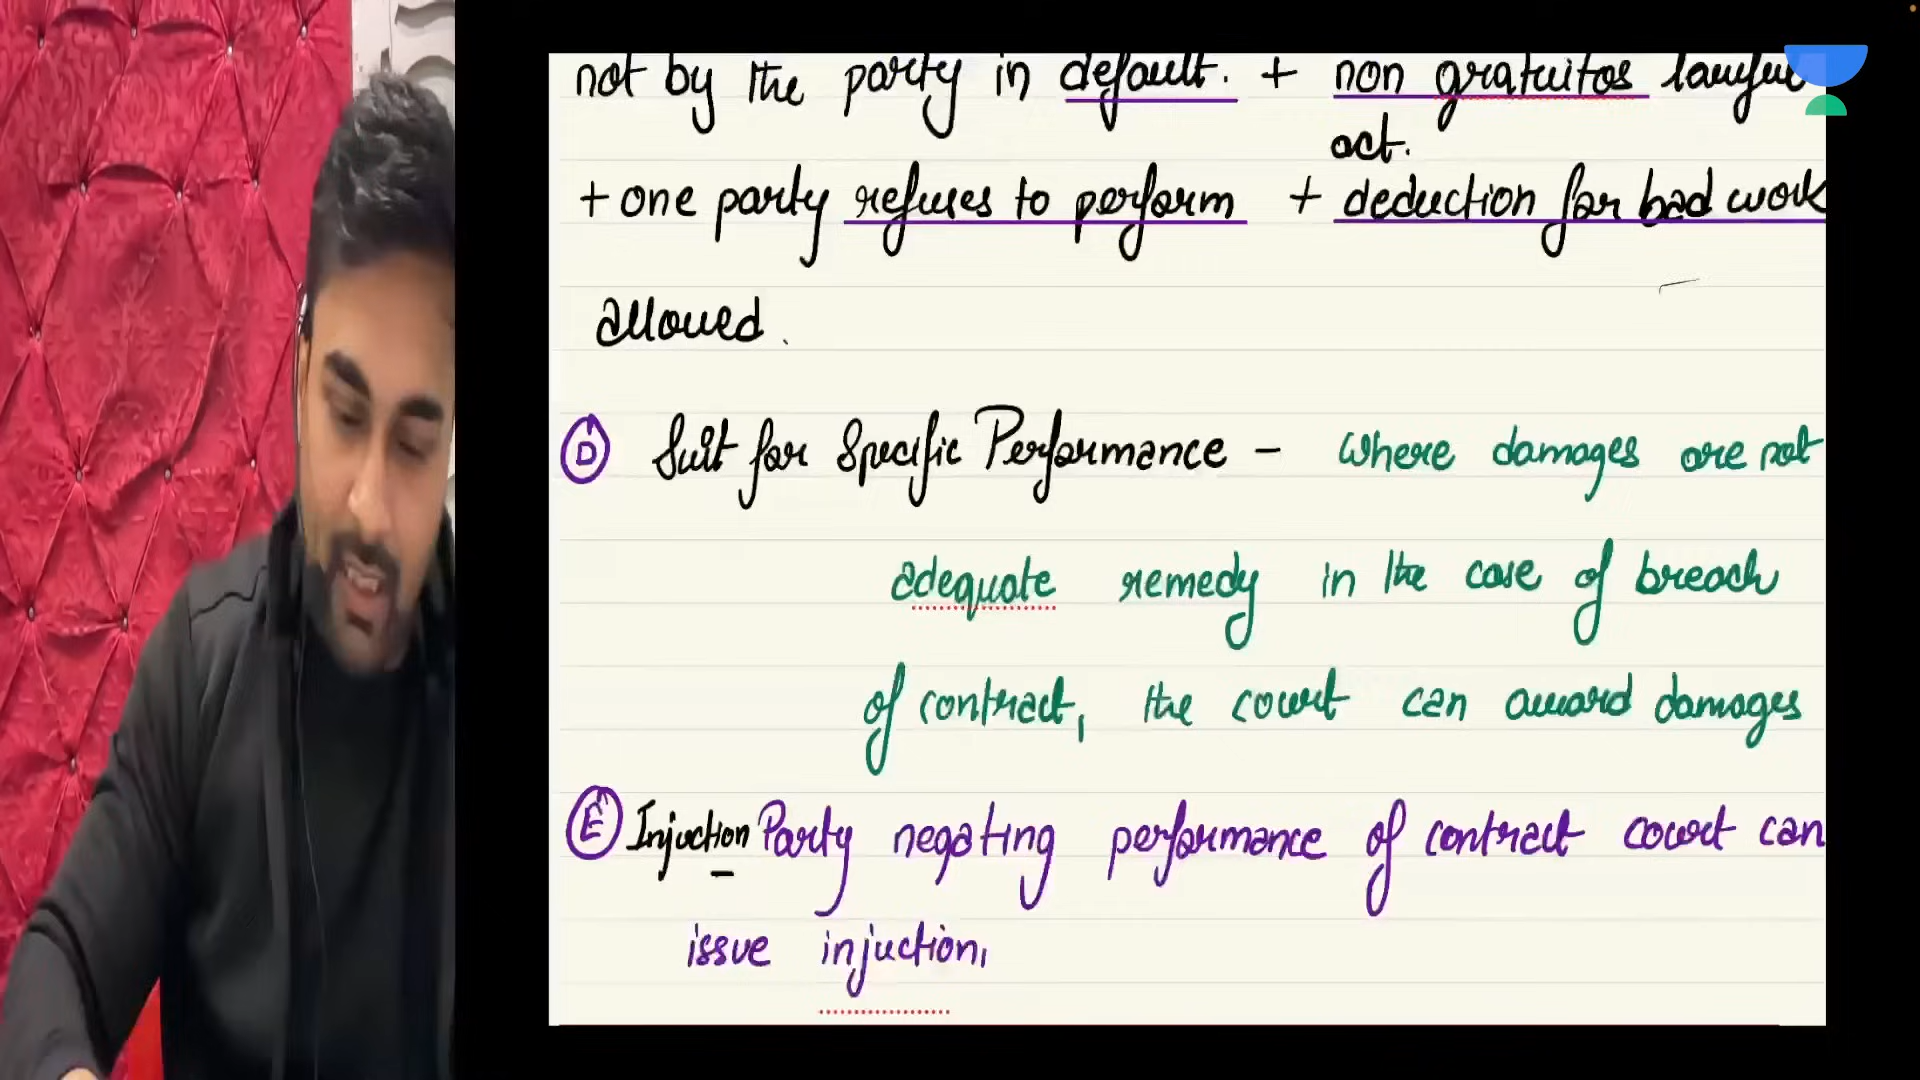 not by the party in default. + non gratuitos lawful
act.
+ one party refuses to perform + deduction for bad work
allowed.
D Suit for Specific Performance - Where damages are not
adequate remedy in the case of breach
of contract, the court can award damages
E Injuction Party negating performance of contract court can
issue injuction,